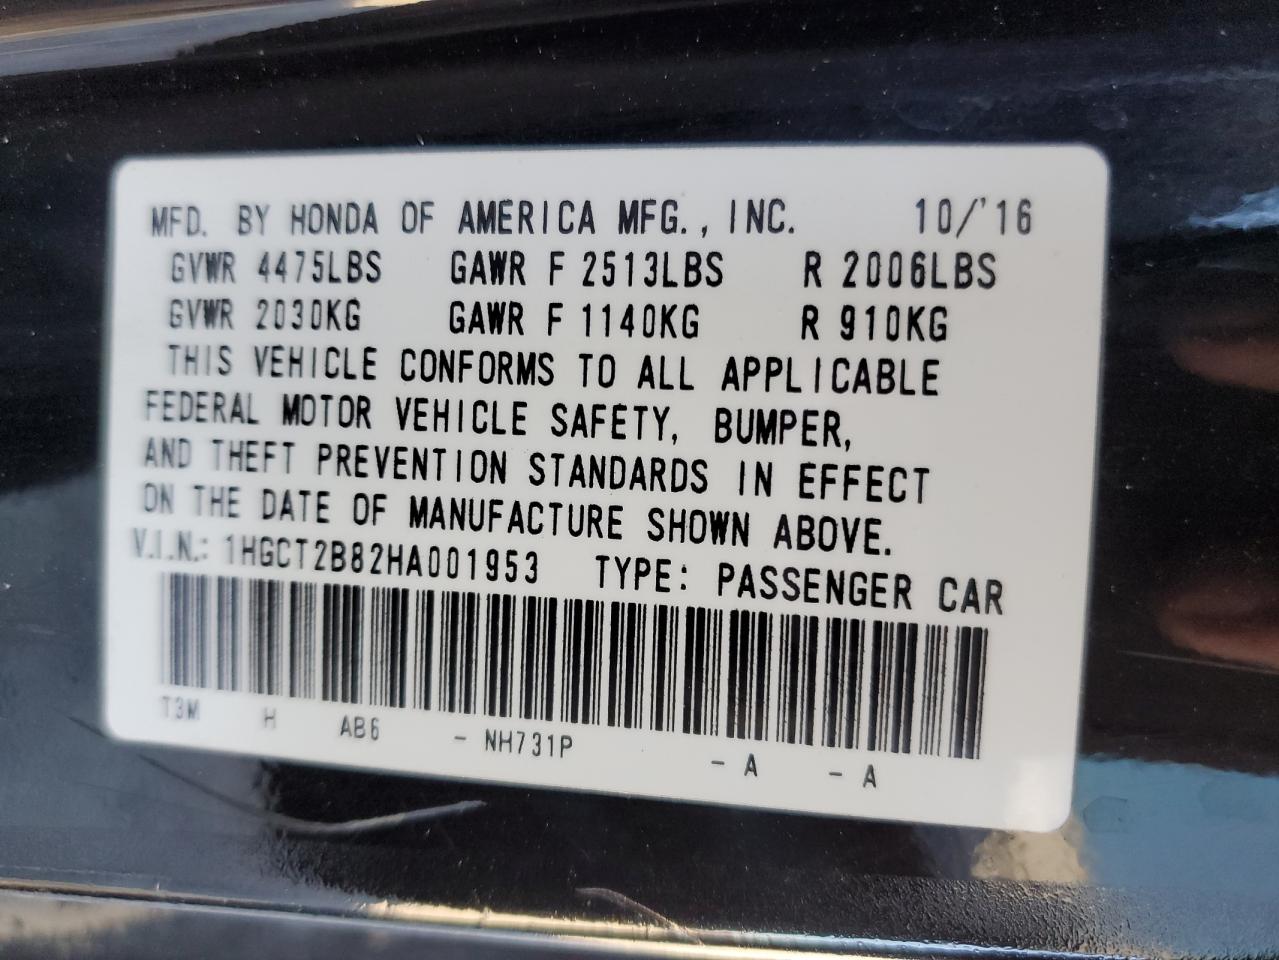 MFD. BY HONDA OF AMERICA MFG., INC. 10/'16
GVWR 4475LBS GAWR F 2513LBS R 2006LBS
GVWR 2030KG GAWR F 1140KG R 910KG
THIS VEHICLE CONFORMS TO ALL APPLICABLE
FEDERAL MOTOR VEHICLE SAFETY, BUMPER,
AND THEFT PREVENTION STANDARDS IN EFFECT
ON THE DATE OF MANUFACTURE SHOWN ABOVE.
V.I.N.: 1HGCT2B82HA001953 TYPE: PASSENGER CAR
T3M H AB6 - NH731P - A - A